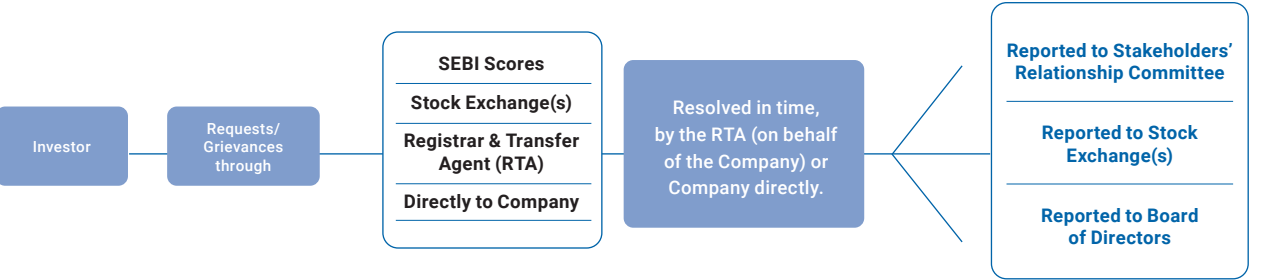 Investor
Requests/
Grievances
through
SEBI Scores
Stock Exchange(s)
Registrar & Transfer
Agent (RTA)
Directly to Company
Resolved in time,
by the RTA (on behalf
of the Company) or
Company directly.
Reported to Stakeholders’
Relationship Committee
Reported to Stock
Exchange(s)
Reported to Board
of Directors